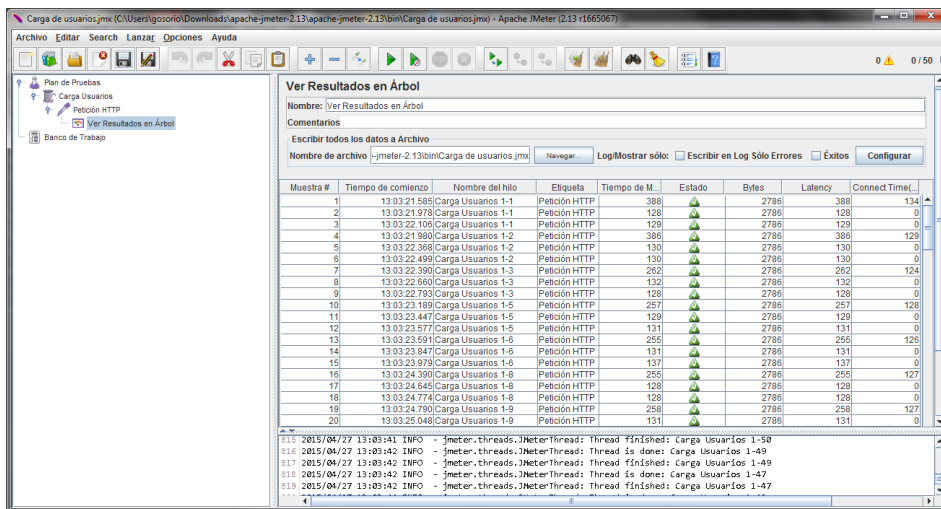 Carga de usuarios.jmx (C:\Users\gosorio\Downloads\apache-jmeter-2.13\apache-jmeter-2.13\bin\Carga de usuarios.jmx) - Apache JMeter (2.13 r1665067)
Archivo Editar Search Lanzar Opciones Ayuda
0 0 / 50
Plan de Pruebas
Carga Usuarios
Petición HTTP
Ver Resultados en Árbol
Banco de Trabajo
Ver Resultados en Árbol
Nombre: Ver Resultados en Árbol
Comentarios
Escribir todos los datos a Archivo
Nombre de archivo -jmeter-2.13\bin\Carga de usuarios.jmx Navegar... Log/Mostrar sólo: Escribir en Log Sólo Errores Éxitos Configurar
Muestra # Tiempo de comienzo Nombre del hilo Etiqueta Tiempo de M... Estado Bytes Latency Connect Time(...
1 13:03:21.585 Carga Usuarios 1-1 Petición HTTP 388 2786 388 134
2 13:03:21.978 Carga Usuarios 1-1 Petición HTTP 128 2786 128 0
3 13:03:22.106 Carga Usuarios 1-1 Petición HTTP 129 2786 129 0
4 13:03:21.980 Carga Usuarios 1-2 Petición HTTP 386 2786 386 129
5 13:03:22.368 Carga Usuarios 1-2 Petición HTTP 130 2786 130 0
6 13:03:22.499 Carga Usuarios 1-2 Petición HTTP 130 2786 130 0
7 13:03:22.390 Carga Usuarios 1-3 Petición HTTP 262 2786 262 124
8 13:03:22.660 Carga Usuarios 1-3 Petición HTTP 132 2786 132 0
9 13:03:22.793 Carga Usuarios 1-3 Petición HTTP 128 2786 128 0
10 13:03:23.189 Carga Usuarios 1-5 Petición HTTP 257 2786 257 128
11 13:03:23.447 Carga Usuarios 1-5 Petición HTTP 129 2786 129 0
12 13:03:23.577 Carga Usuarios 1-5 Petición HTTP 131 2786 131 0
13 13:03:23.591 Carga Usuarios 1-6 Petición HTTP 255 2786 255 126
14 13:03:23.847 Carga Usuarios 1-6 Petición HTTP 131 2786 131 0
15 13:03:23.979 Carga Usuarios 1-6 Petición HTTP 137 2786 137 0
16 13:03:24.390 Carga Usuarios 1-8 Petición HTTP 255 2786 255 127
17 13:03:24.645 Carga Usuarios 1-8 Petición HTTP 128 2786 128 0
18 13:03:24.774 Carga Usuarios 1-8 Petición HTTP 128 2786 128 0
19 13:03:24.790 Carga Usuarios 1-9 Petición HTTP 258 2786 258 127
20 13:03:25.048 Carga Usuarios 1-9 Petición HTTP 131 2786 131 0
815 2015/04/27 13:03:41 INFO - jmeter.threads.JMeterThread: Thread finished: Carga Usuarios 1-50
816 2015/04/27 13:03:42 INFO - jmeter.threads.JMeterThread: Thread is done: Carga Usuarios 1-49
817 2015/04/27 13:03:42 INFO - jmeter.threads.JMeterThread: Thread finished: Carga Usuarios 1-49
818 2015/04/27 13:03:42 INFO - jmeter.threads.JMeterThread: Thread is done: Carga Usuarios 1-47
819 2015/04/27 13:03:42 INFO - jmeter.threads.JMeterThread: Thread finished: Carga Usuarios 1-47